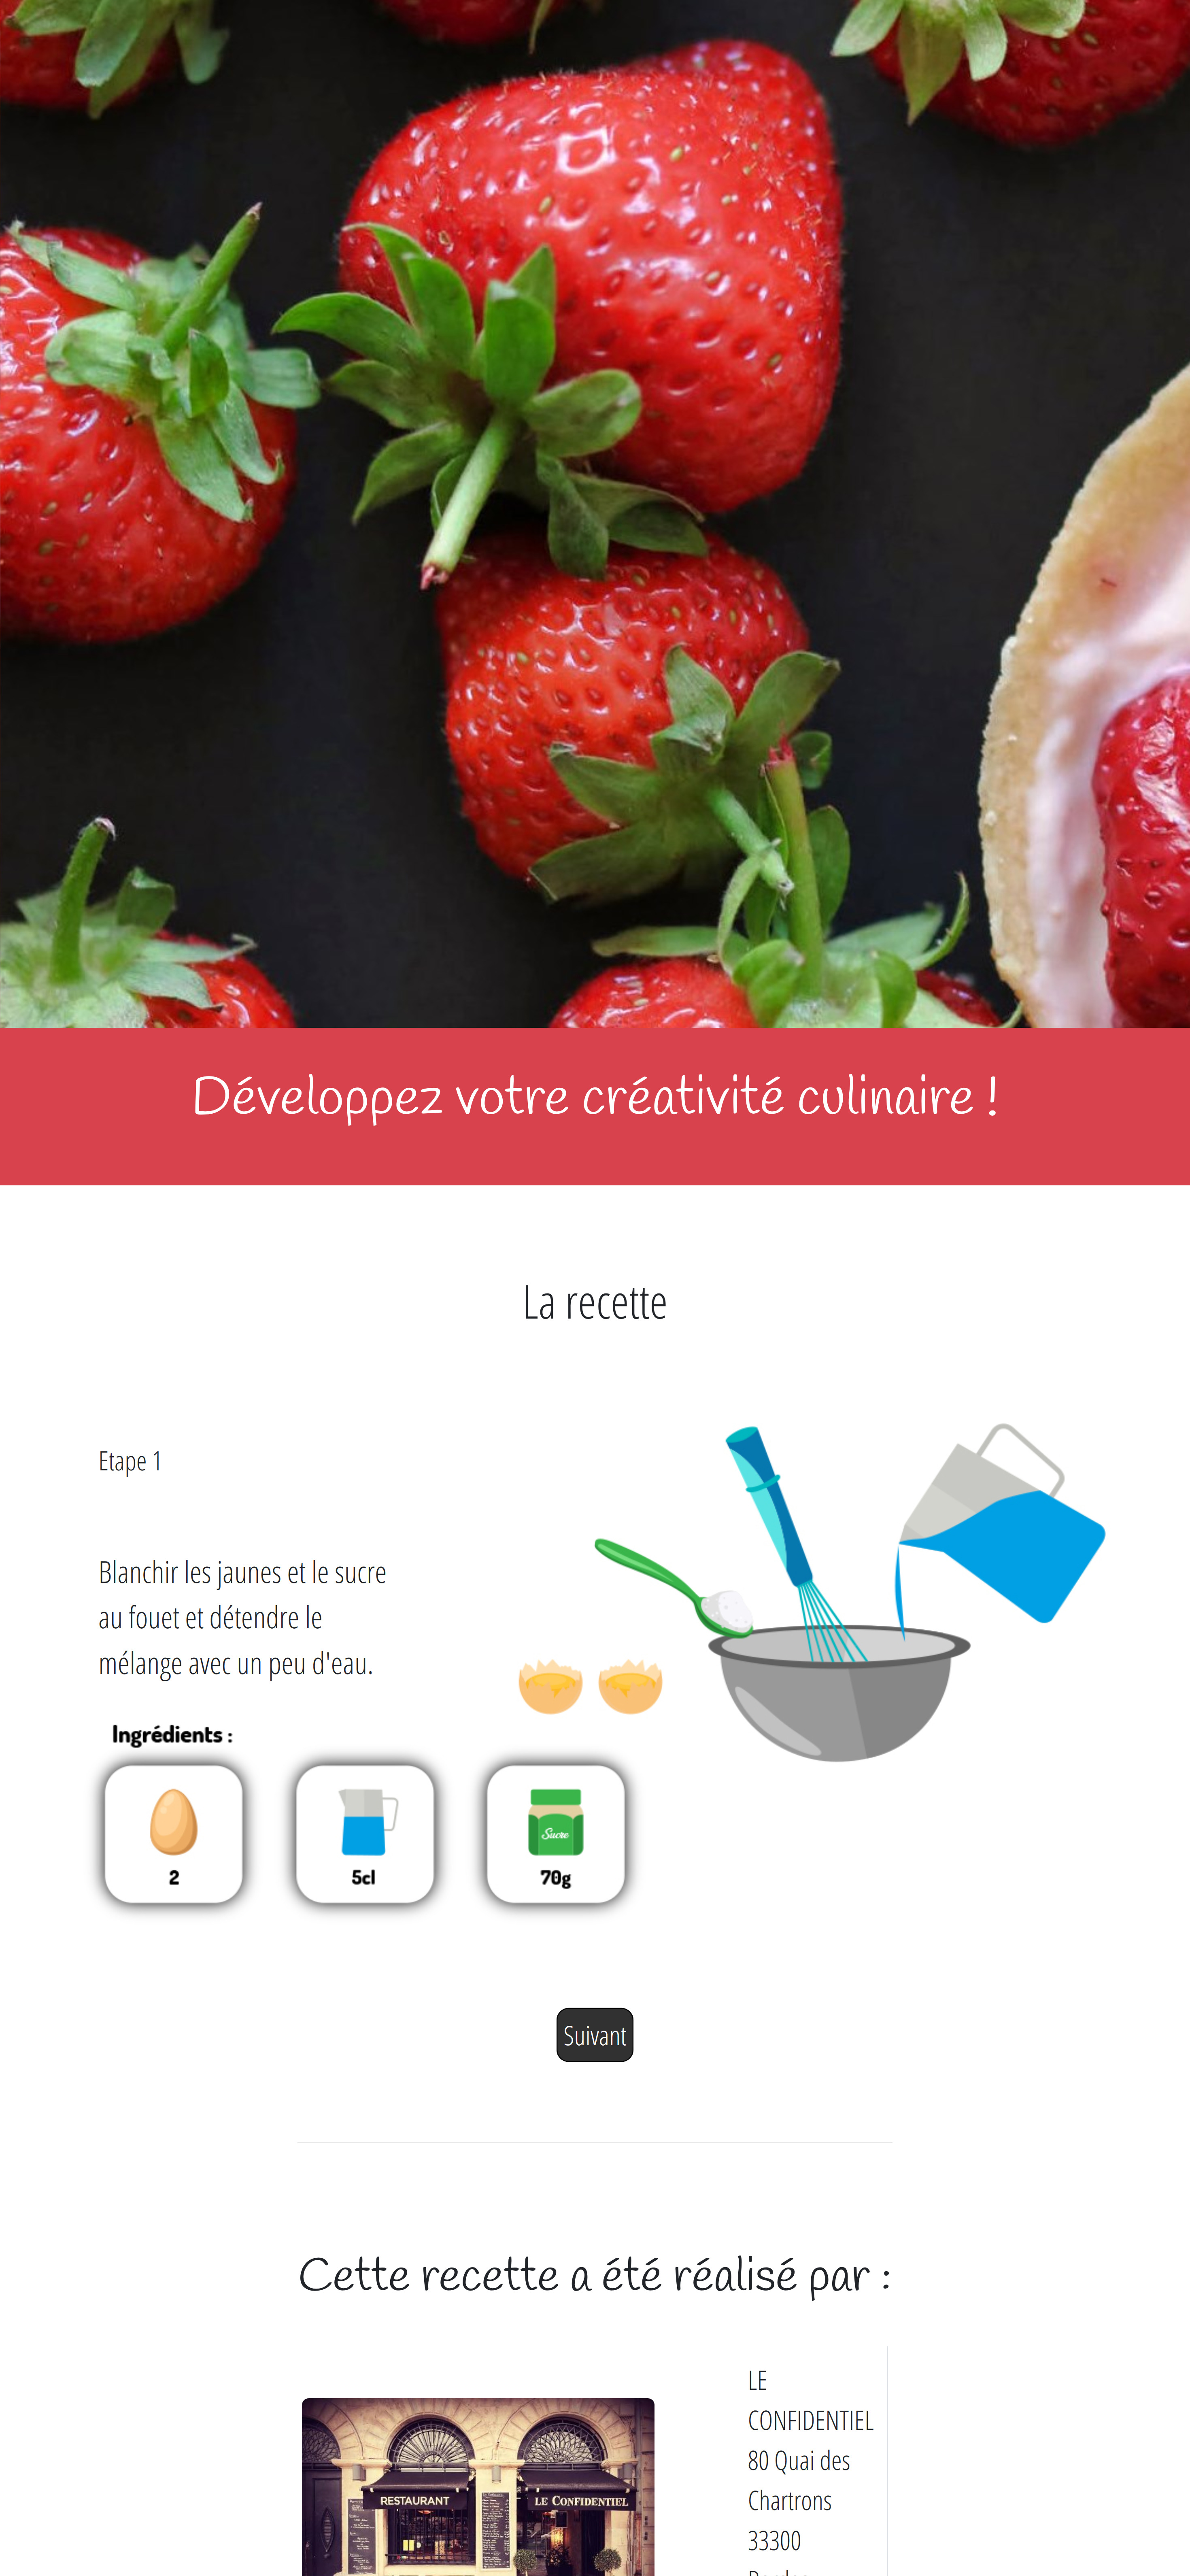 Développez votre créativité culinaire !
La recette
Etape 1
Blanchir les jaunes et le sucre
au fouet et détendre le
mélange avec un peu d'eau.
Ingrédients :
2
5cl
Sucre
70g
Suivant
Cette recette a été réalisé par :
LE
CONFIDENTIEL
80 Quai des
Chartrons
33300
RESTAURANT
LE CONFIDENTIEL